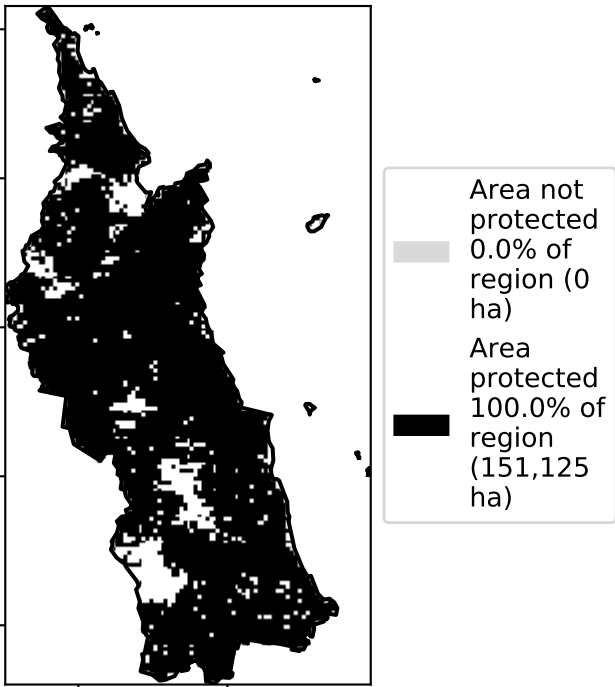 Area not
protected
0.0% of
region (0
ha)
Area
protected
100.0% of
region
(151,125
ha)